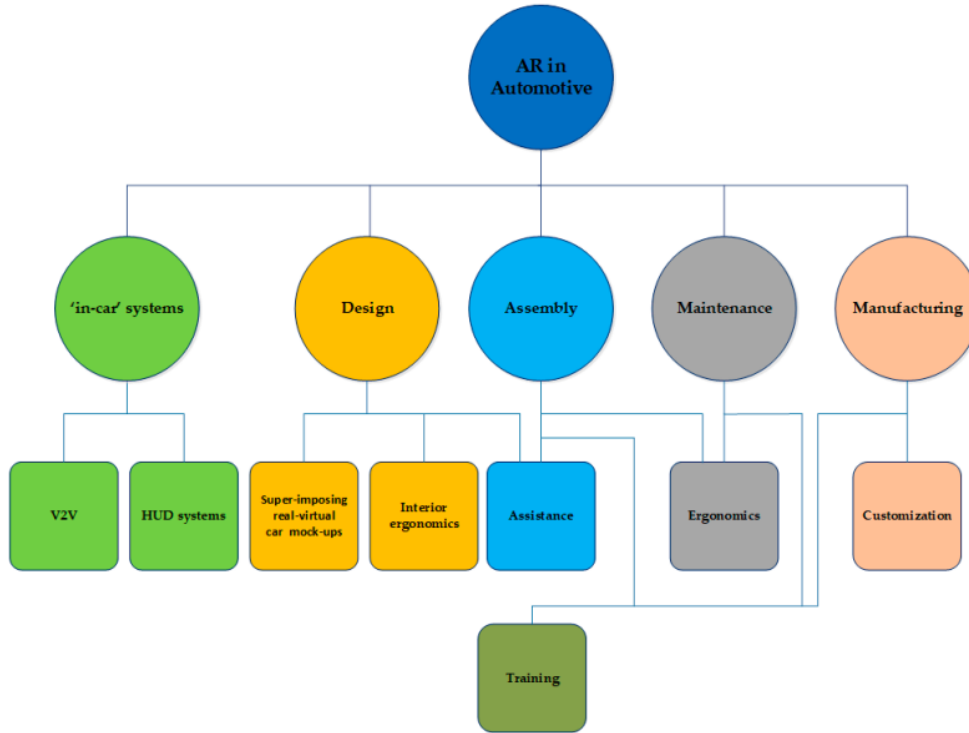 AR in
Automotive
'in-car' systems
Design
Assembly
Maintenance
Manufacturing
V2V
HUD systems
Super-imposing
real-virtual
car mock-ups
Interior
ergonomics
Assistance
Ergonomics
Customization
Training